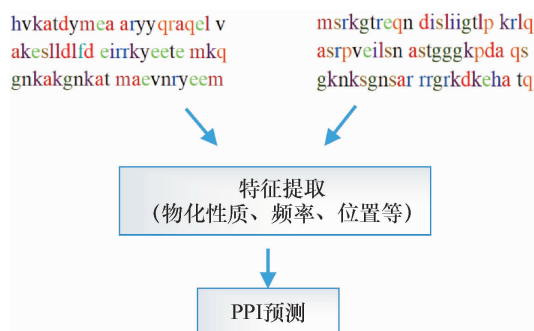 hvkatdymea aryyqraqel v
akeslldlfd eirrkyeete mkq
gnkakgnkat maevnryeem
msrkgtreqn disliigtlp krlq
asrpveilsn astgggkpda qs
gknksgnsar rrgrkdkeha tq
特征提取
（物化性质、频率、位置等）
PPI预测